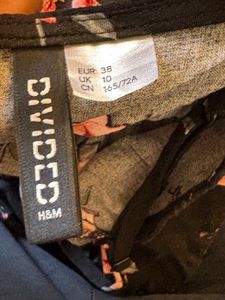 DIVIDED
H&M
EUR 38
UK 10
CN 165/72A